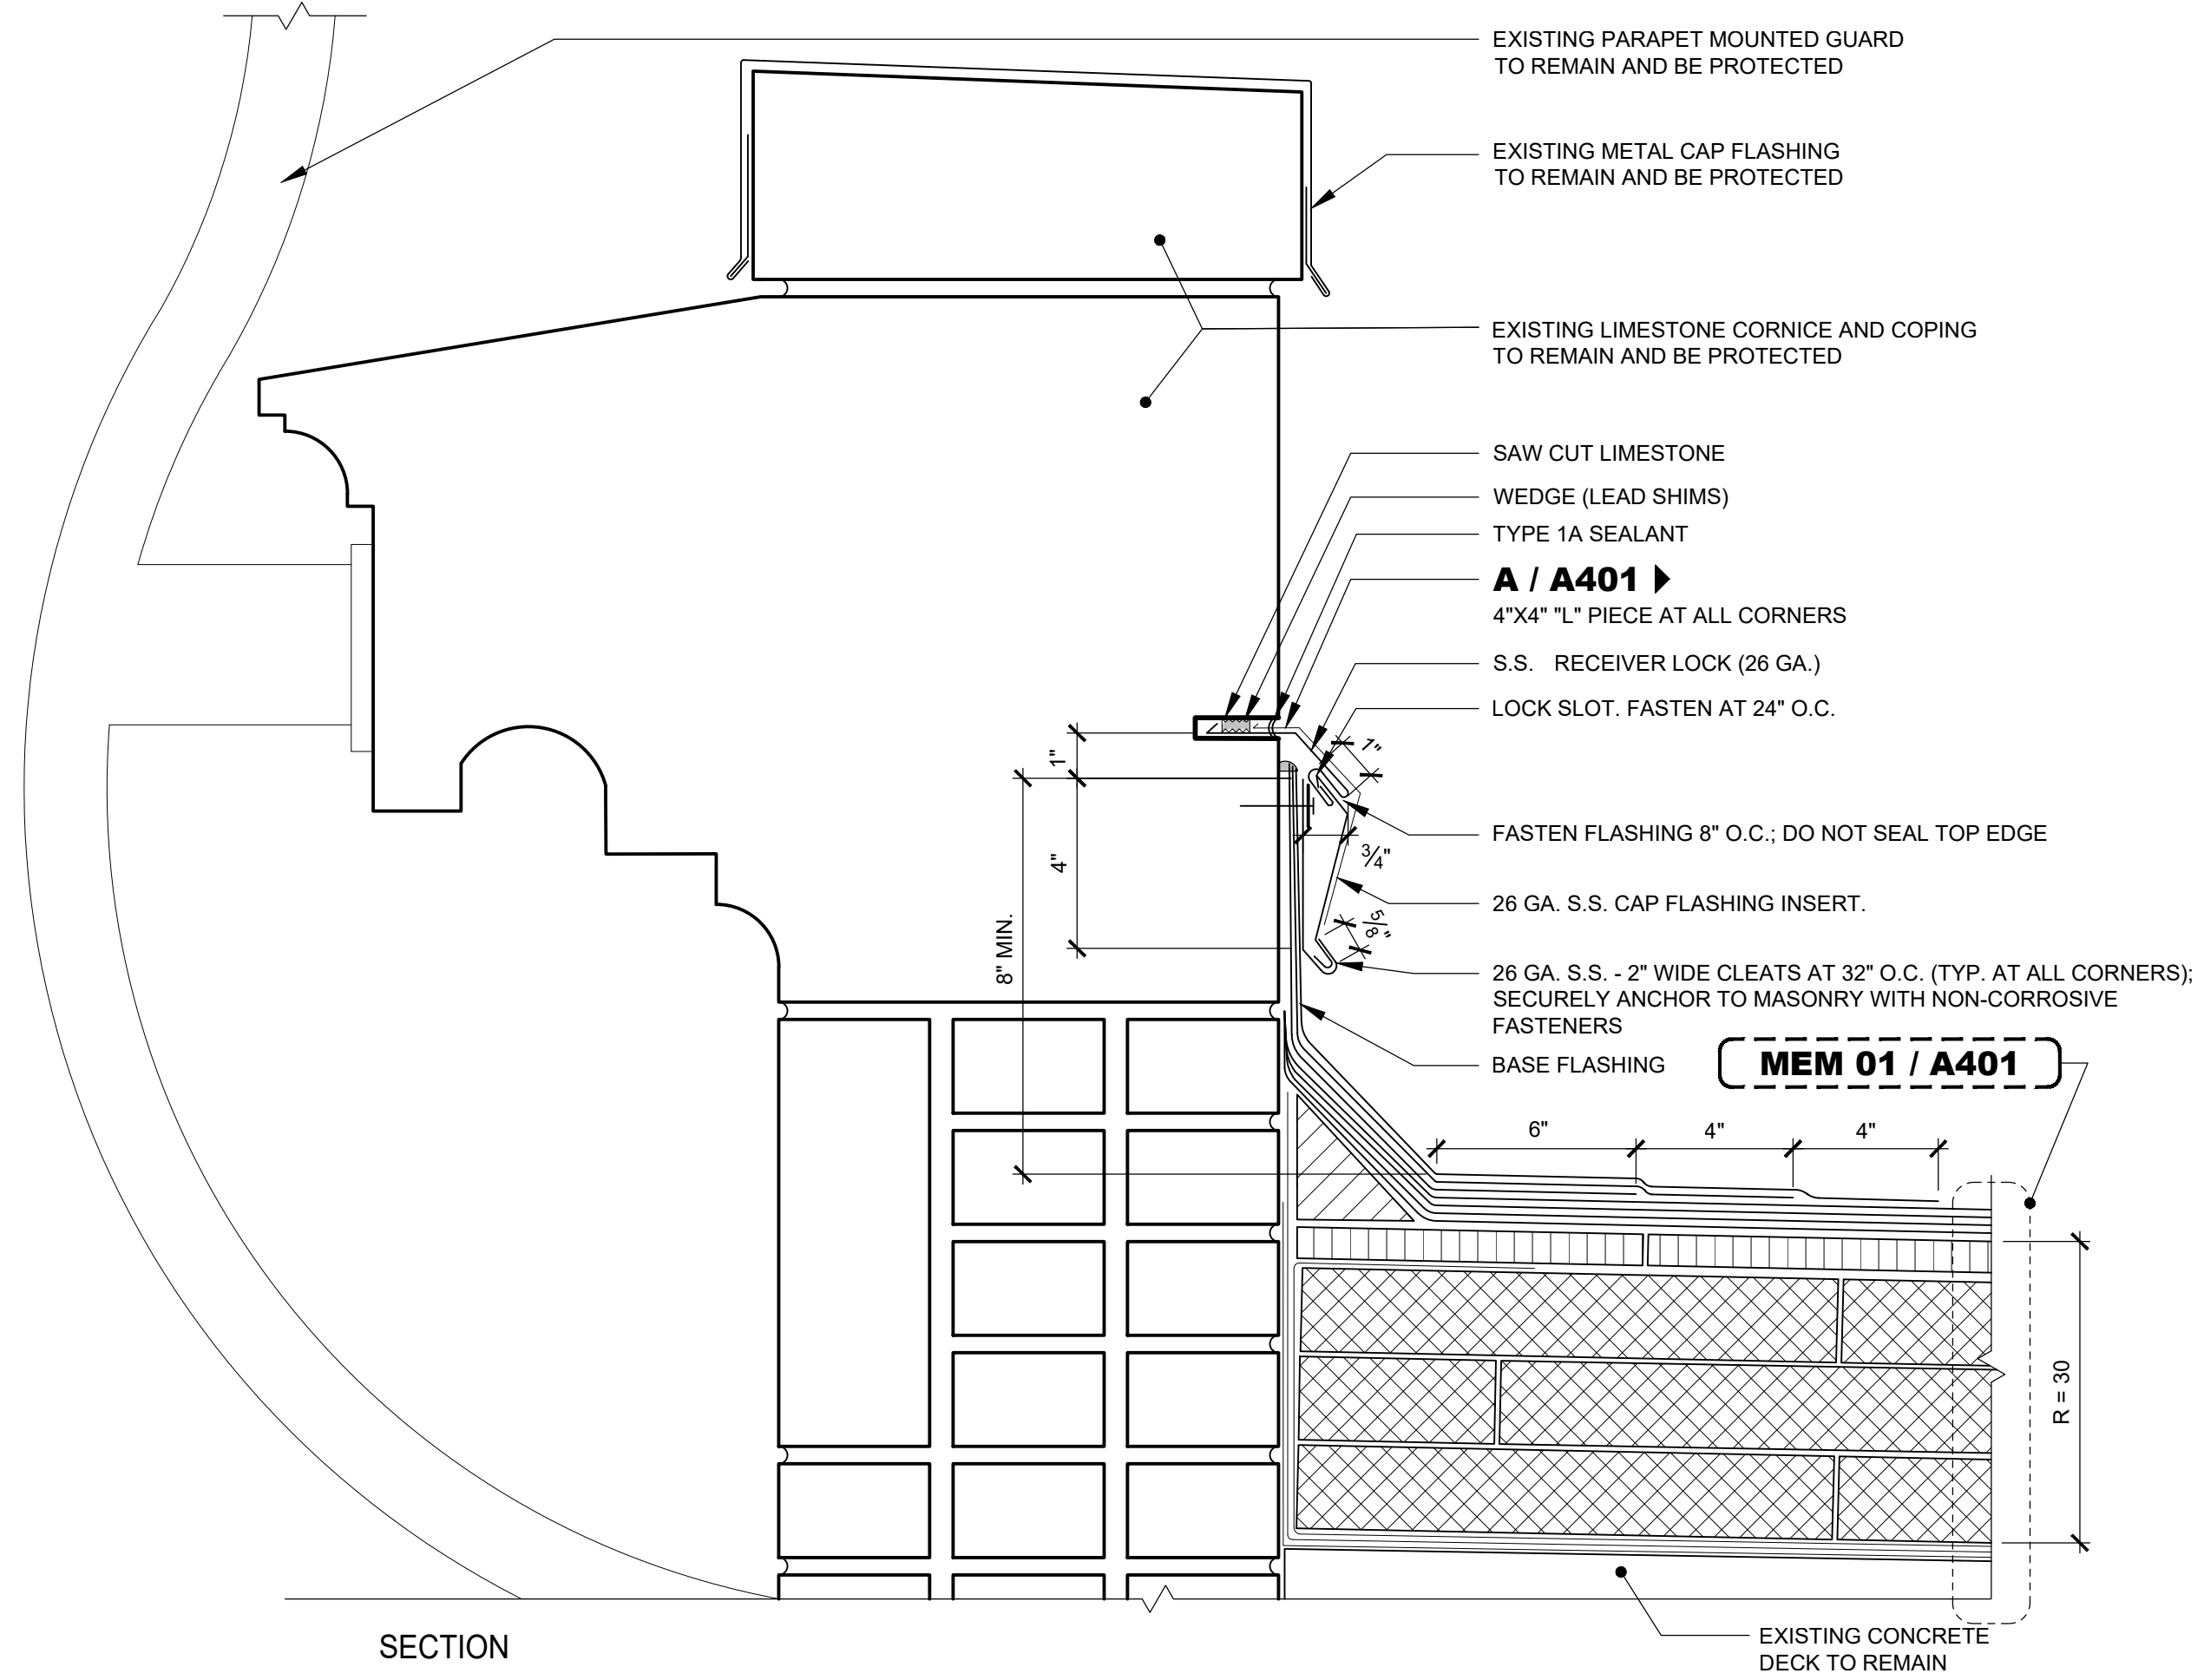 EXISTING PARAPET MOUNTED GUARD
TO REMAIN AND BE PROTECTED
EXISTING METAL CAP FLASHING
TO REMAIN AND BE PROTECTED
EXISTING LIMESTONE CORNICE AND COPING
TO REMAIN AND BE PROTECTED
SAW CUT LIMESTONE
WEDGE (LEAD SHIMS)
TYPE 1A SEALANT
A / A401
4"X4" "L" PIECE AT ALL CORNERS
S.S. RECEIVER LOCK (26 GA.)
LOCK SLOT. FASTEN AT 24" O.C.
1"
1"
FASTEN FLASHING 8" O.C.; DO NOT SEAL TOP EDGE
3/4"
4"
26 GA. S.S. CAP FLASHING INSERT.
5/8"
8" MIN.
26 GA. S.S. - 2" WIDE CLEATS AT 32" O.C. (TYP. AT ALL CORNERS);
SECURELY ANCHOR TO MASONRY WITH NON-CORROSIVE
FASTENERS
BASE FLASHING
MEM 01 / A401
6"
4"
4"
R = 30
EXISTING CONCRETE
DECK TO REMAIN
SECTION